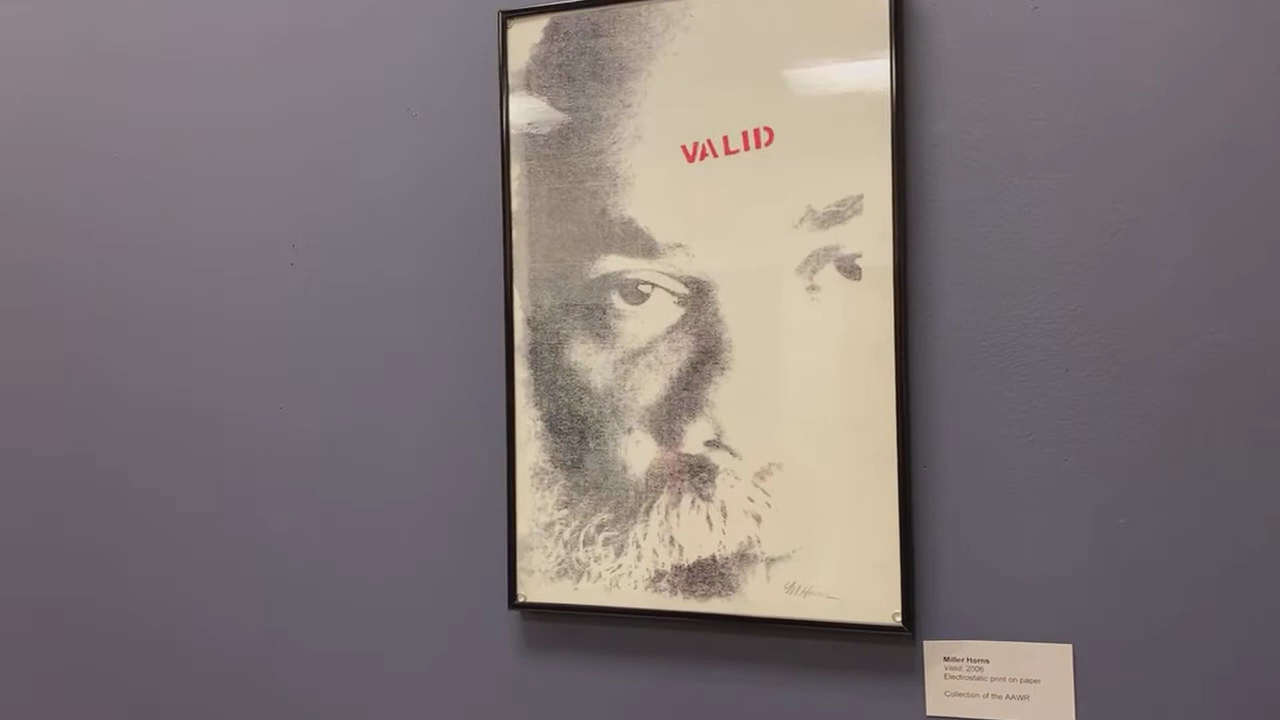 VALID
Miller Horns
Valid, 2006
Electrostatic print on paper
Collection of the AAWR